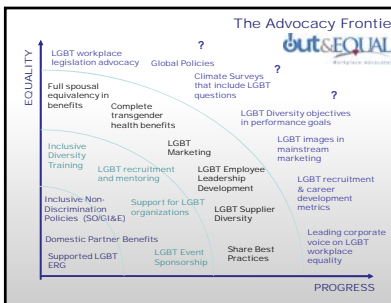 The Advocacy Frontie
out&EQUAL
Workplace Advocates
EQUALITY
LGBT workplace
legislation advocacy
?
Global Policies
?
Climate Surveys
that include LGBT
questions
?
Full spousal
equivalency in
benefits
Complete
transgender
health benefits
LGBT Diversity objectives
in performance goals
Inclusive
Diversity
Training
LGBT
Marketing
LGBT images in
mainstream
marketing
LGBT recruitment
and mentoring
LGBT Employee
Leadership
Development
LGBT recruitment
& career
development
metrics
Inclusive Non-
Discrimination
Policies (SO/GI&E)
Support for LGBT
organizations
LGBT Supplier
Diversity
Domestic Partner Benefits
Supported LGBT
ERG
LGBT Event
Sponsorship
Share Best
Practices
Leading corporate
voice on LGBT
workplace
equality
PROGRESS